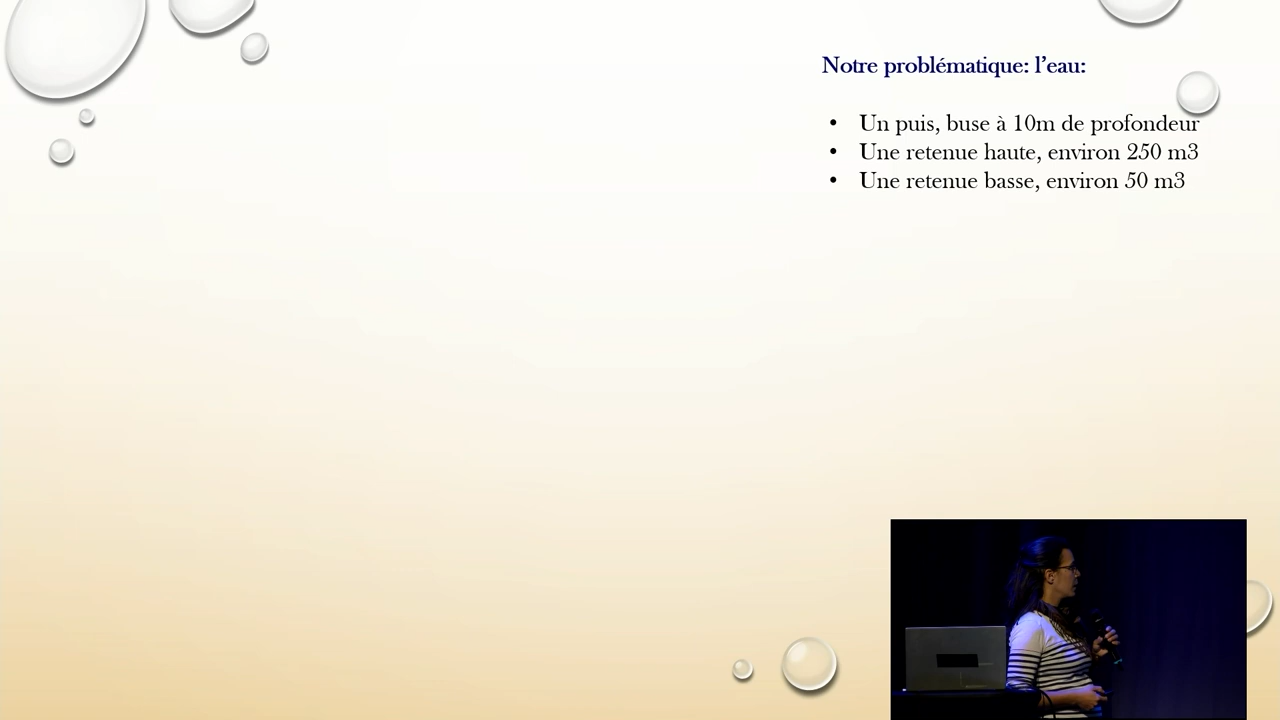 Notre problématique: l’eau:
• Un puis, buse à 10m de profondeur
• Une retenue haute, environ 250 m3
• Une retenue basse, environ 50 m3